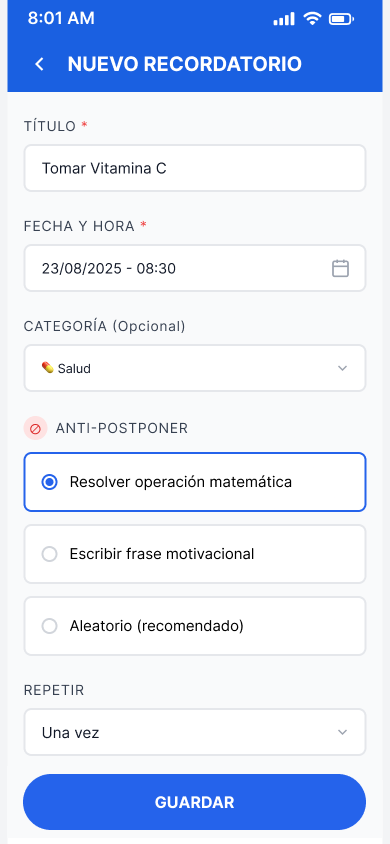 8:01 AM
NUEVO RECORDATORIO
TÍTULO *
Tomar Vitamina C
FECHA Y HORA *
23/08/2025 - 08:30
CATEGORÍA (Opcional)
Salud
ANTI-POSTPONER
Resolver operación matemática
Escribir frase motivacional
Aleatorio (recomendado)
REPETIR
Una vez
GUARDAR